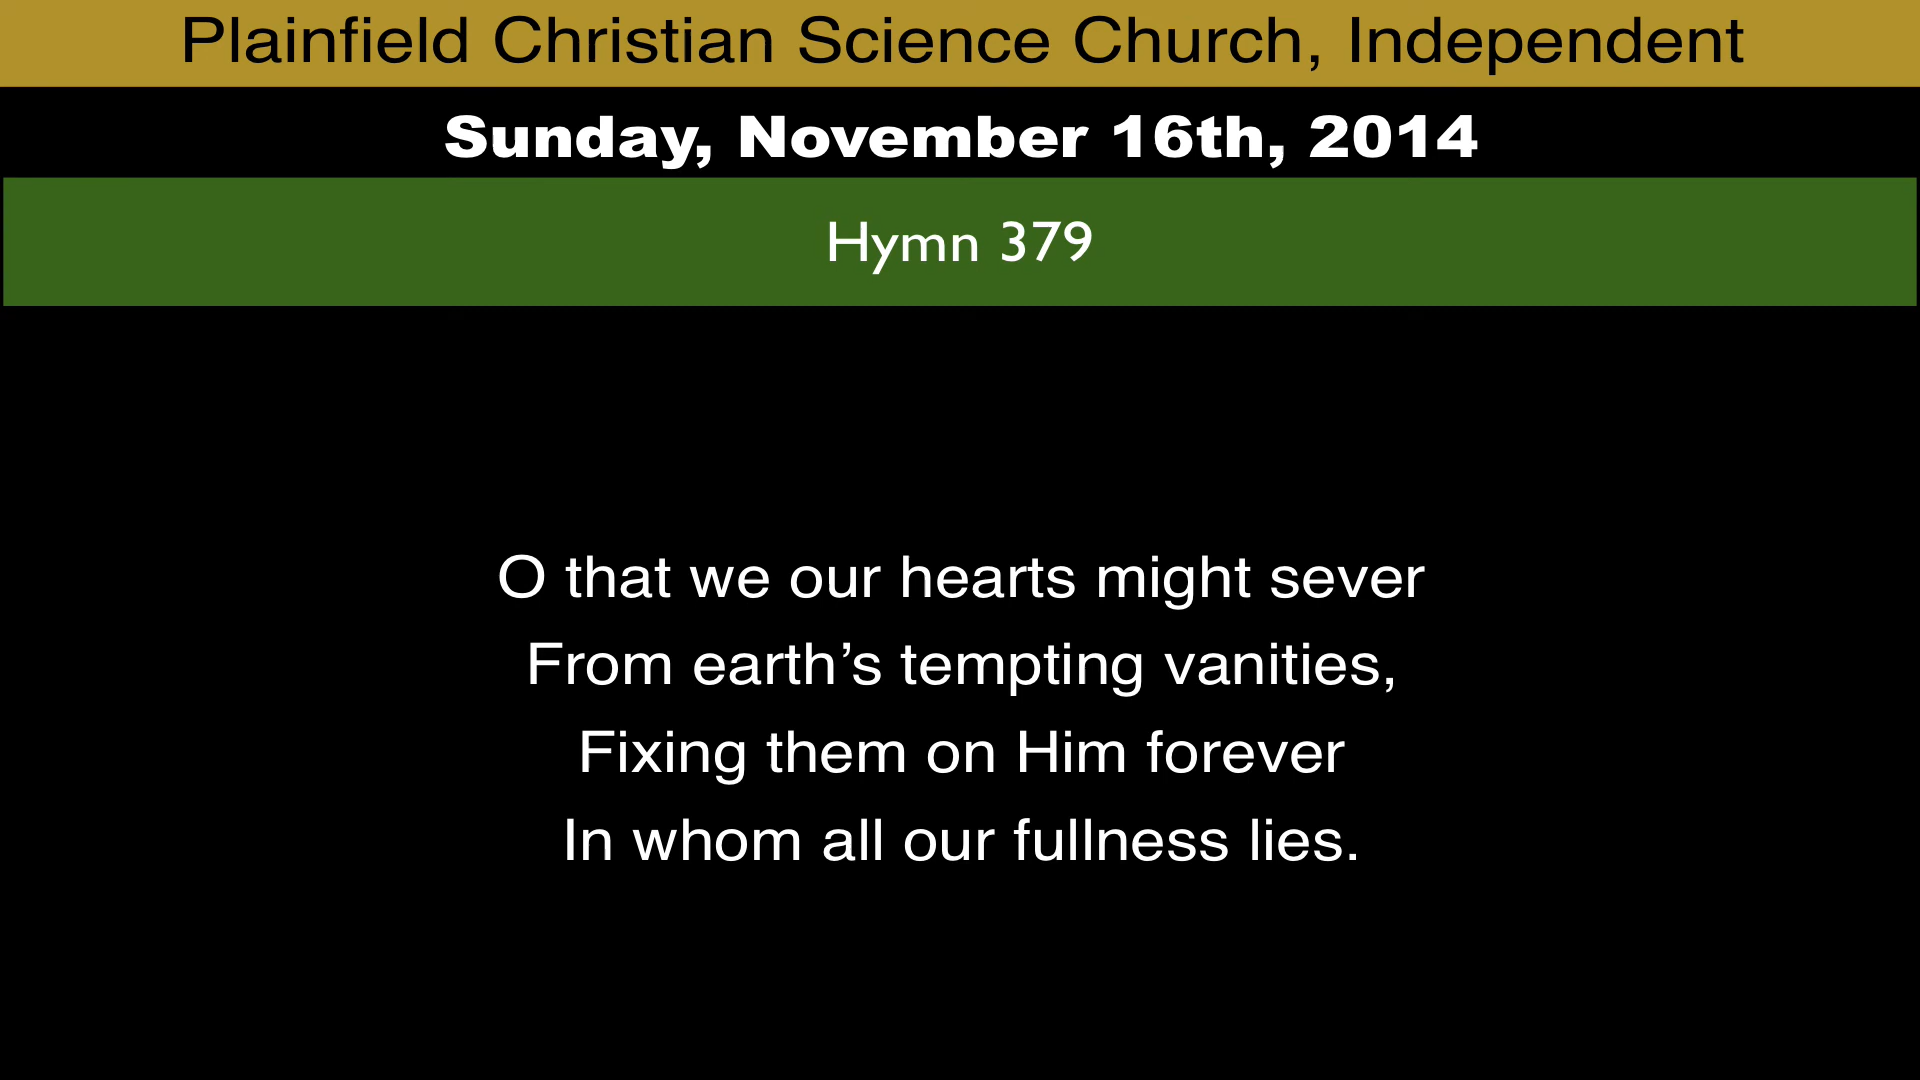 Plainfield Christian Science Church, Independent
Sunday, November 16th, 2014
Hymn 379
O that we our hearts might sever
From earth’s tempting vanities,
Fixing them on Him forever
In whom all our fullness lies.